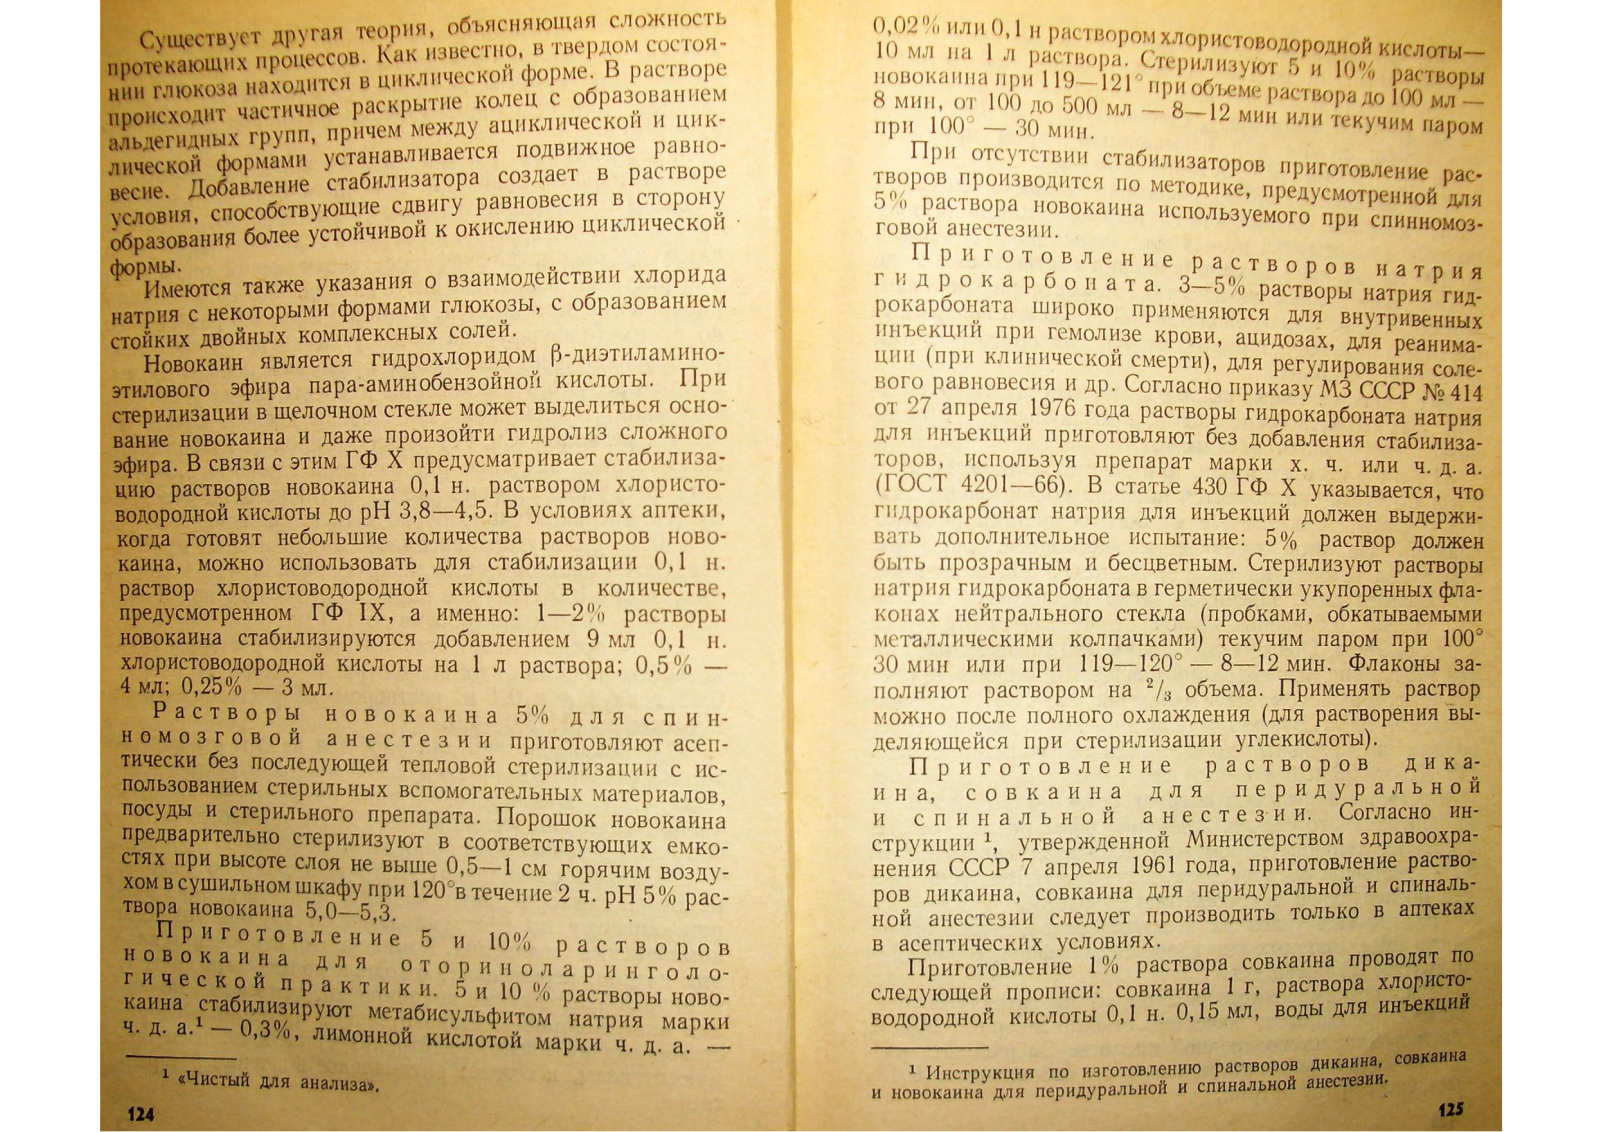 Существует другая теория, объясняющая сложность
протекающих процессов. Как известно, в твердом состоя-
нии глюкоза находится в циклической форме. В растворе
происходит частичное раскрытие колец с образованием
альдегидных групп, причем между ациклической и цик-
лической формами устанавливается подвижное равно-
весие. Добавление стабилизатора создает в растворе
условия, способствующие сдвигу равновесия в сторону
образования более устойчивой к окислению циклической
формы.
Имеются также указания о взаимодействии хлорида
натрия с некоторыми формами глюкозы, с образованием
стойких двойных комплексных солей.
Новокаин является гидрохлоридом β-диэтиламино-
этилового эфира пара-аминобензойной кислоты. При
стерилизации в щелочном стекле может выделиться осно-
вание новокаина и даже произойти гидролиз сложного
эфира. В связи с этим ГФ X предусматривает стабилиза-
цию растворов новокаина 0,1 н. раствором хлористо-
водородной кислоты до pH 3,8—4,5. В условиях аптеки,
когда готовят небольшие количества растворов ново-
каина, можно использовать для стабилизации 0,1 н.
раствор хлористоводородной кислоты в количестве,
предусмотренном ГФ IX, а именно: 1—2% растворы
новокаина стабилизируются добавлением 9 мл 0,1 н.
хлористоводородной кислоты на 1 л раствора; 0,5% —
4 мл; 0,25% — 3 мл.
Растворы новокаина 5% для спин-
номозговой анестезии приготовляют асеп-
тически без последующей тепловой стерилизации с ис-
пользованием стерильных вспомогательных материалов,
посуды и стерильного препарата. Порошок новокаина
предварительно стерилизуют в соответствующих емко-
стях при высоте слоя не выше 0,5—1 см горячим возду-
хом в сушильном шкафу при 120° в течение 2 ч. pH 5% рас-
твора новокаина 5,0—5,3.
Приготовление 5 и 10% растворов
новокаина для оториноларинголо-
гической практики. 5 и 10 % растворы ново-
каина стабилизируют метабисульфитом натрия марки
ч. д. а.¹ — 0,3%, лимонной кислотой марки ч. д. а. —
¹ «Чистый для анализа».
124
0,02% или 0,1 н раствором хлористоводородной кислоты—
10 мл на 1 л раствора. Стерилизуют 5 и 10% растворы
новокаина при 119—121° при объеме раствора до 100 мл —
8 мин, от 100 до 500 мл — 8—12 мин или текучим паром
при 100° — 30 мин.
При отсутствии стабилизаторов приготовление рас-
творов производится по методике, предусмотренной для
5% раствора новокаина используемого при спинномоз-
говой анестезии.
Приготовление растворов натрия
гидрокарбоната. 3—5% растворы натрия гид-
рокарбоната широко применяются для внутривенных
инъекций при гемолизе крови, ацидозах, для реанима-
ции (при клинической смерти), для регулирования соле-
вого равновесия и др. Согласно приказу МЗ СССР № 414
от 27 апреля 1976 года растворы гидрокарбоната натрия
для инъекций приготовляют без добавления стабилиза-
торов, используя препарат марки х. ч. или ч. д. а.
(ГОСТ 4201—66). В статье 430 ГФ X указывается, что
гидрокарбонат натрия для инъекций должен выдержи-
вать дополнительное испытание: 5% раствор должен
быть прозрачным и бесцветным. Стерилизуют растворы
натрия гидрокарбоната в герметически укупоренных фла-
конах нейтрального стекла (пробками, обкатываемыми
металлическими колпачками) текучим паром при 100°
30 мин или при 119—120° — 8—12 мин. Флаконы за-
полняют раствором на ²/₃ объема. Применять раствор
можно после полного охлаждения (для растворения вы-
деляющейся при стерилизации углекислоты).
Приготовление растворов дика-
ина, совкаина для перидуральной
и спинальной анестезии. Согласно ин-
струкции ¹, утвержденной Министерством здравоохра-
нения СССР 7 апреля 1961 года, приготовление раство-
ров дикаина, совкаина для перидуральной и спиналь-
ной анестезии следует производить только в аптеках
в асептических условиях.
Приготовление 1% раствора совкаина проводят по
следующей прописи: совкаина 1 г, раствора хлористо-
водородной кислоты 0,1 н. 0,15 мл, воды для инъекций
¹ Инструкция по изготовлению растворов дикаина, совкаина
и новокаина для перидуральной и спинальной анестезии.
125